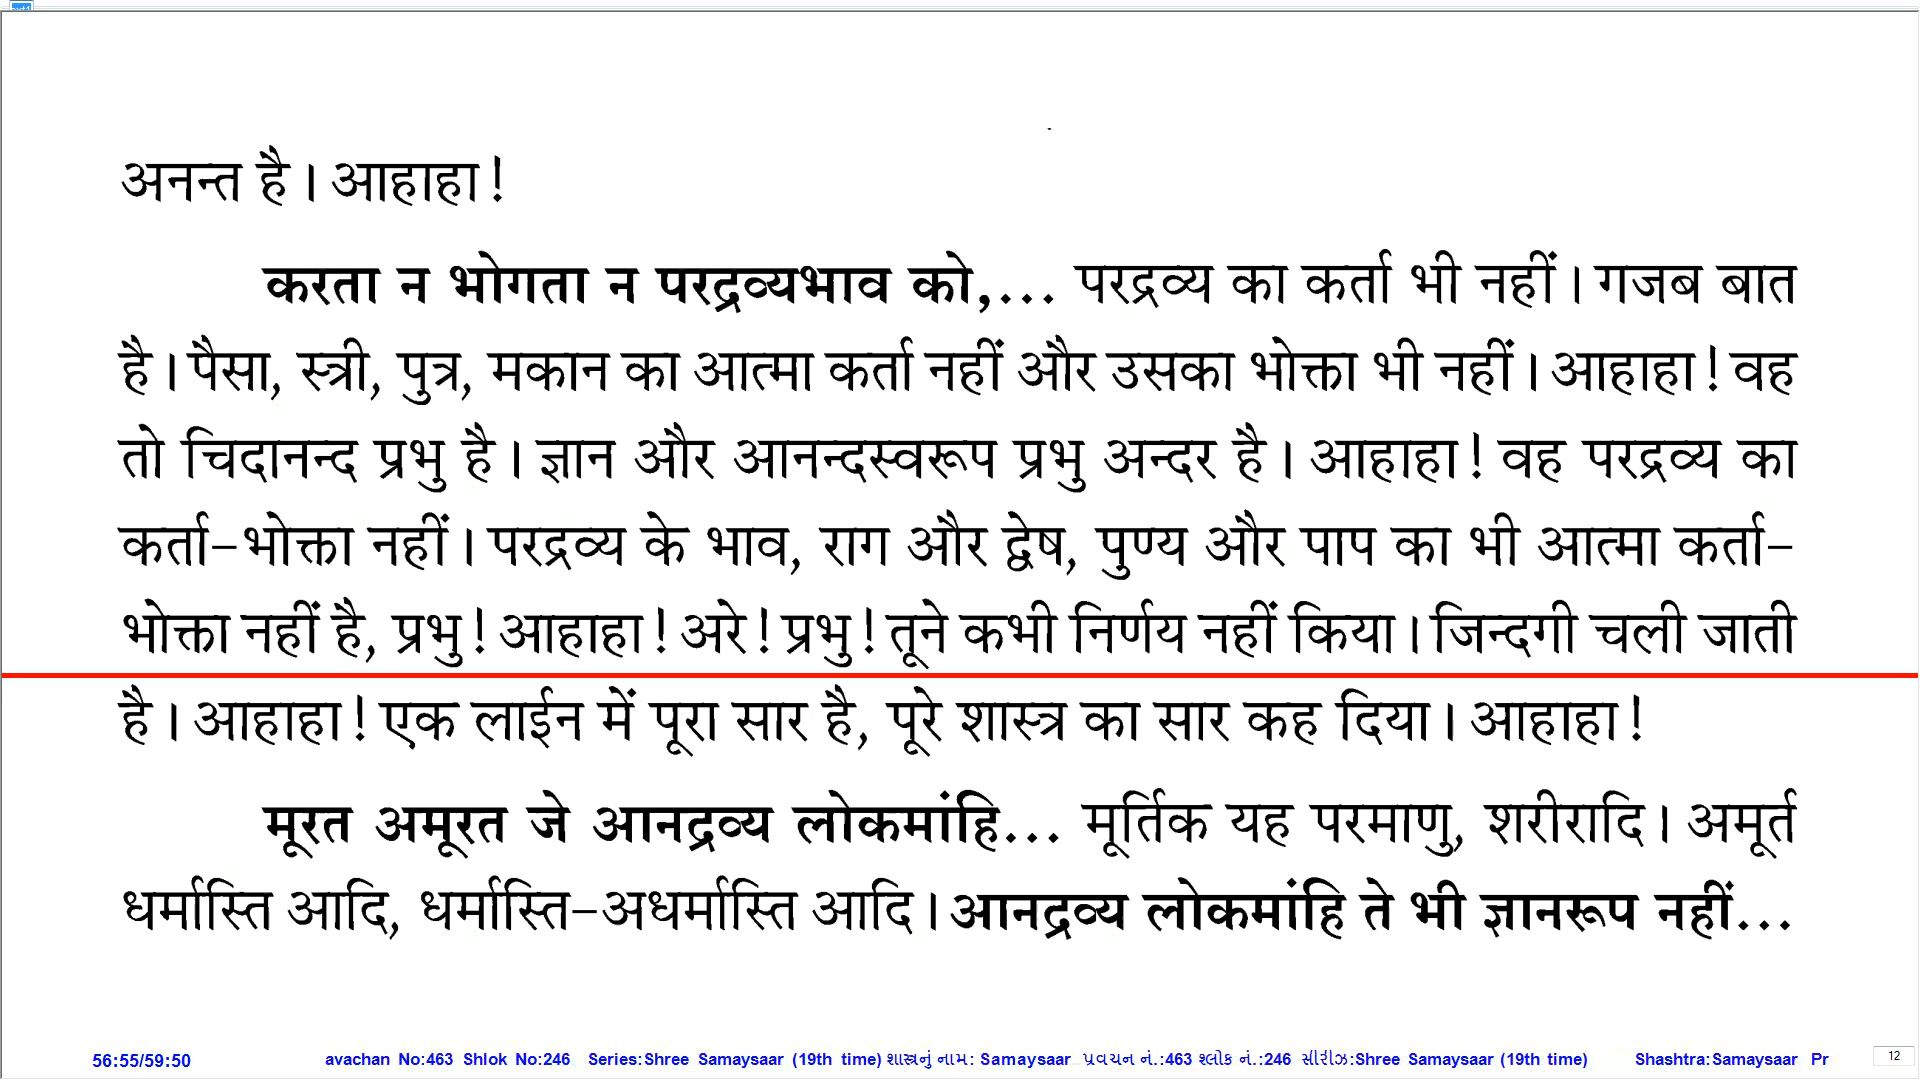 अनन्त है। आहाहा!
करता न भोगता न परद्रव्यभाव को,... परद्रव्य का कर्ता भी नहीं। गजब बात
है। पैसा, स्त्री, पुत्र, मकान का आत्मा कर्ता नहीं और उसका भोक्ता भी नहीं। आहाहा! वह
तो चिदानन्द प्रभु है। ज्ञान और आनन्दस्वरूप प्रभु अन्दर है। आहाहा! वह परद्रव्य का
कर्ता-भोक्ता नहीं। परद्रव्य के भाव, राग और द्वेष, पुण्य और पाप का भी आत्मा कर्ता-
भोक्ता नहीं है, प्रभु! आहाहा! अरे! प्रभु! तूने कभी निर्णय नहीं किया। जिन्दगी चली जाती
है। आहाहा! एक लाईन में पूरा सार है, पूरे शास्त्र का सार कह दिया। आहाहा!
मूरत अमूरत जे आनद्रव्य लोकमांहि... मूर्तिक यह परमाणु, शरीरादि। अमूर्त
धर्मास्ति आदि, धर्मास्ति-अधर्मास्ति आदि। आनद्रव्य लोकमांहि ते भी ज्ञानरूप नहीं...
56:55/59:50 avachan No:463 Shlok No:246 Series:Shree Samaysaar (19th time) શાસ્ત્રનું નામ: Samaysaar પ્રવચન નં.:463 શ્લોક નં.:246 સીરીઝ:Shree Samaysaar (19th time) Shashtra:Samaysaar Pr 12